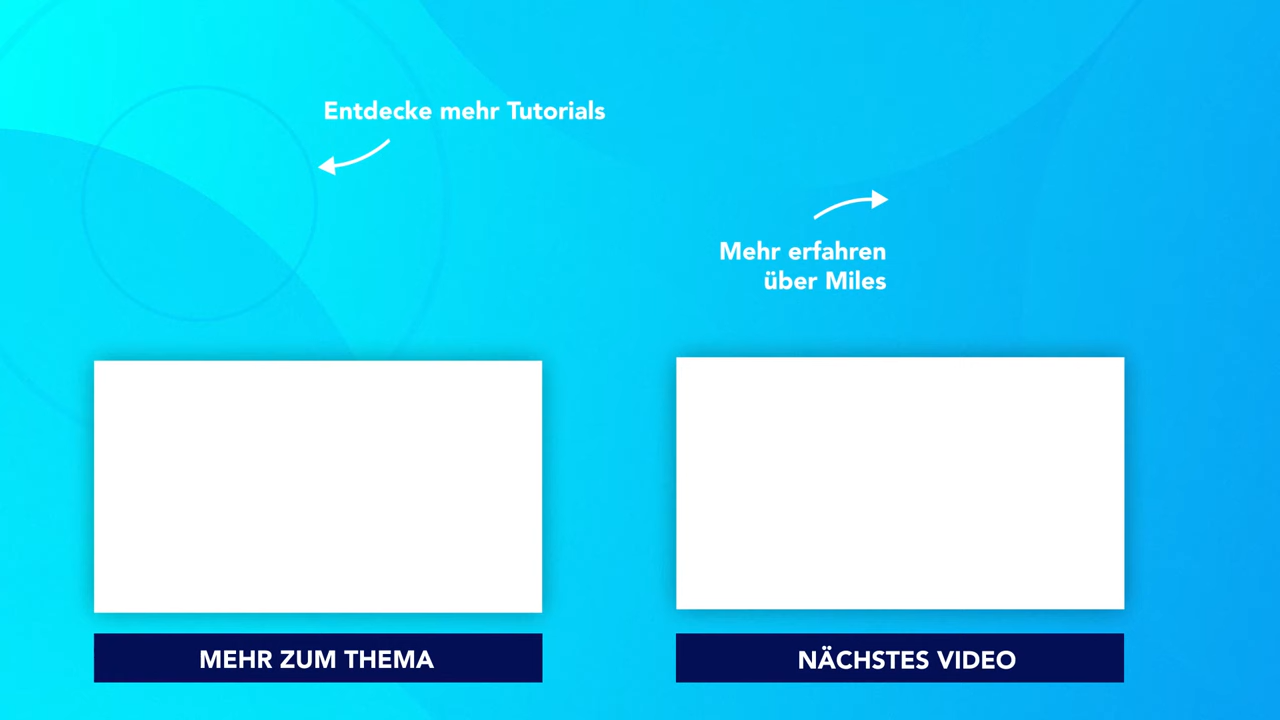 Entdecke mehr Tutorials
Mehr erfahren
über Miles
MEHR ZUM THEMA
NÄCHSTES VIDEO